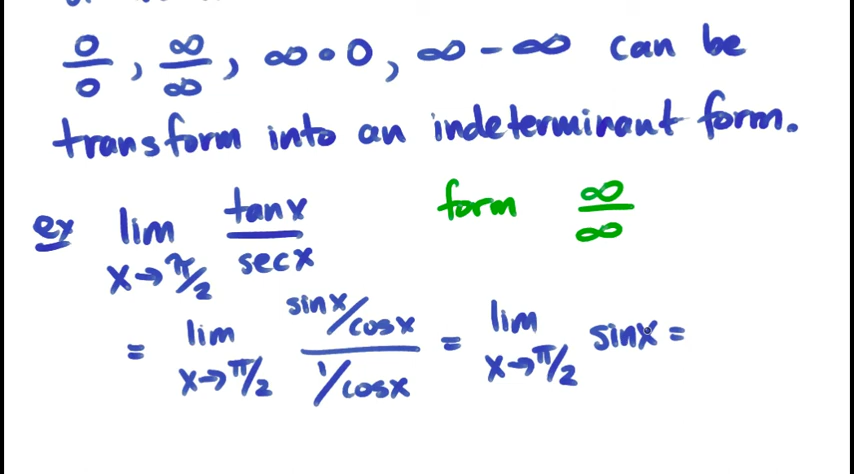 0/0, ∞/∞, ∞ • 0, ∞ - ∞ can be
transform into an indeterminant form.
ex lim x→π/2 tanx/secx form ∞/∞
= lim x→π/2 (sinx/cosx)/(1/cosx) = lim x→π/2 sinx =